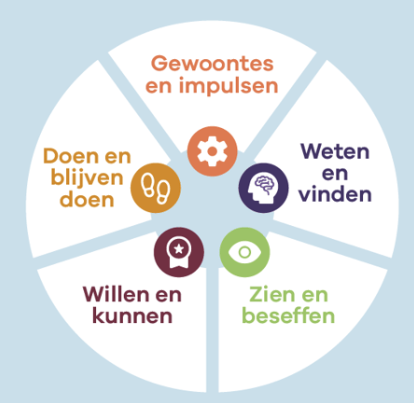 Gewoontes
en impulsen
Weten
en
vinden
Zien en
beseffen
Willen en
kunnen
Doen en
blijven
doen